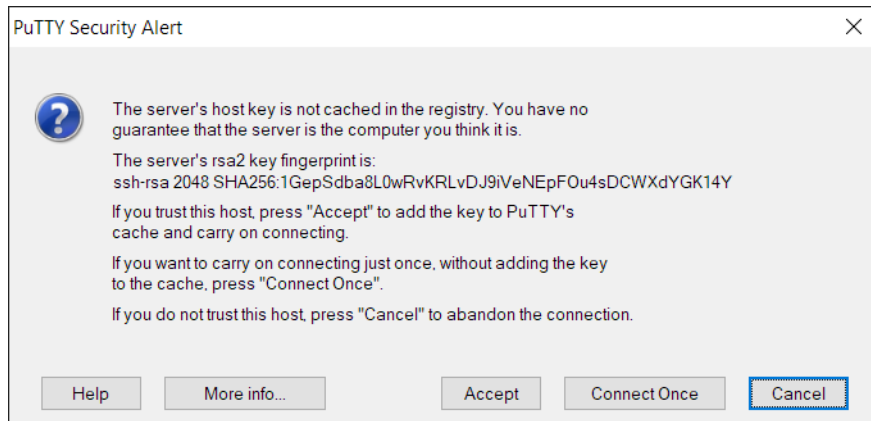 PuTTY Security Alert
The server's host key is not cached in the registry. You have no
guarantee that the server is the computer you think it is.
The server's rsa2 key fingerprint is:
ssh-rsa 2048 SHA256:1GepSdba8L0wRvKRLvDJ9iVeNEpFOu4sDCWXdYGK14Y
If you trust this host, press "Accept" to add the key to PuTTY's
cache and carry on connecting.
If you want to carry on connecting just once, without adding the key
to the cache, press "Connect Once".
If you do not trust this host, press "Cancel" to abandon the connection.
Help More info... Accept Connect Once Cancel